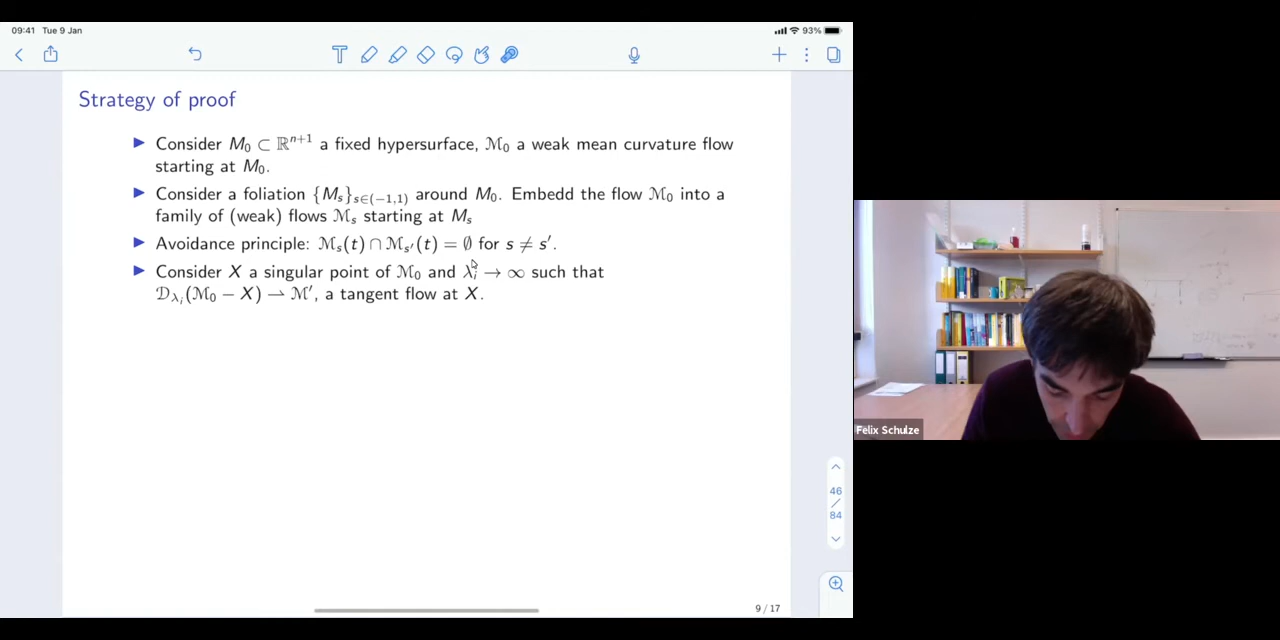 09:41 Tue 9 Jan
93%
Strategy of proof
▶ Consider M₀ ⊂ ℝⁿ⁺¹ a fixed hypersurface, ℳ₀ a weak mean curvature flow
starting at M₀.
▶ Consider a foliation {Mₛ}ₛ∈(−1,1) around M₀. Embedd the flow ℳ₀ into a
family of (weak) flows ℳₛ starting at Mₛ
▶ Avoidance principle: ℳₛ(t) ∩ ℳₛ′(t) = ∅ for s ≠ s′.
▶ Consider X a singular point of ℳ₀ and λᵢ → ∞ such that
𝒟λᵢ(ℳ₀ − X) ⇀ ℳ′, a tangent flow at X.
46
/
84
9 / 17
Felix Schulze